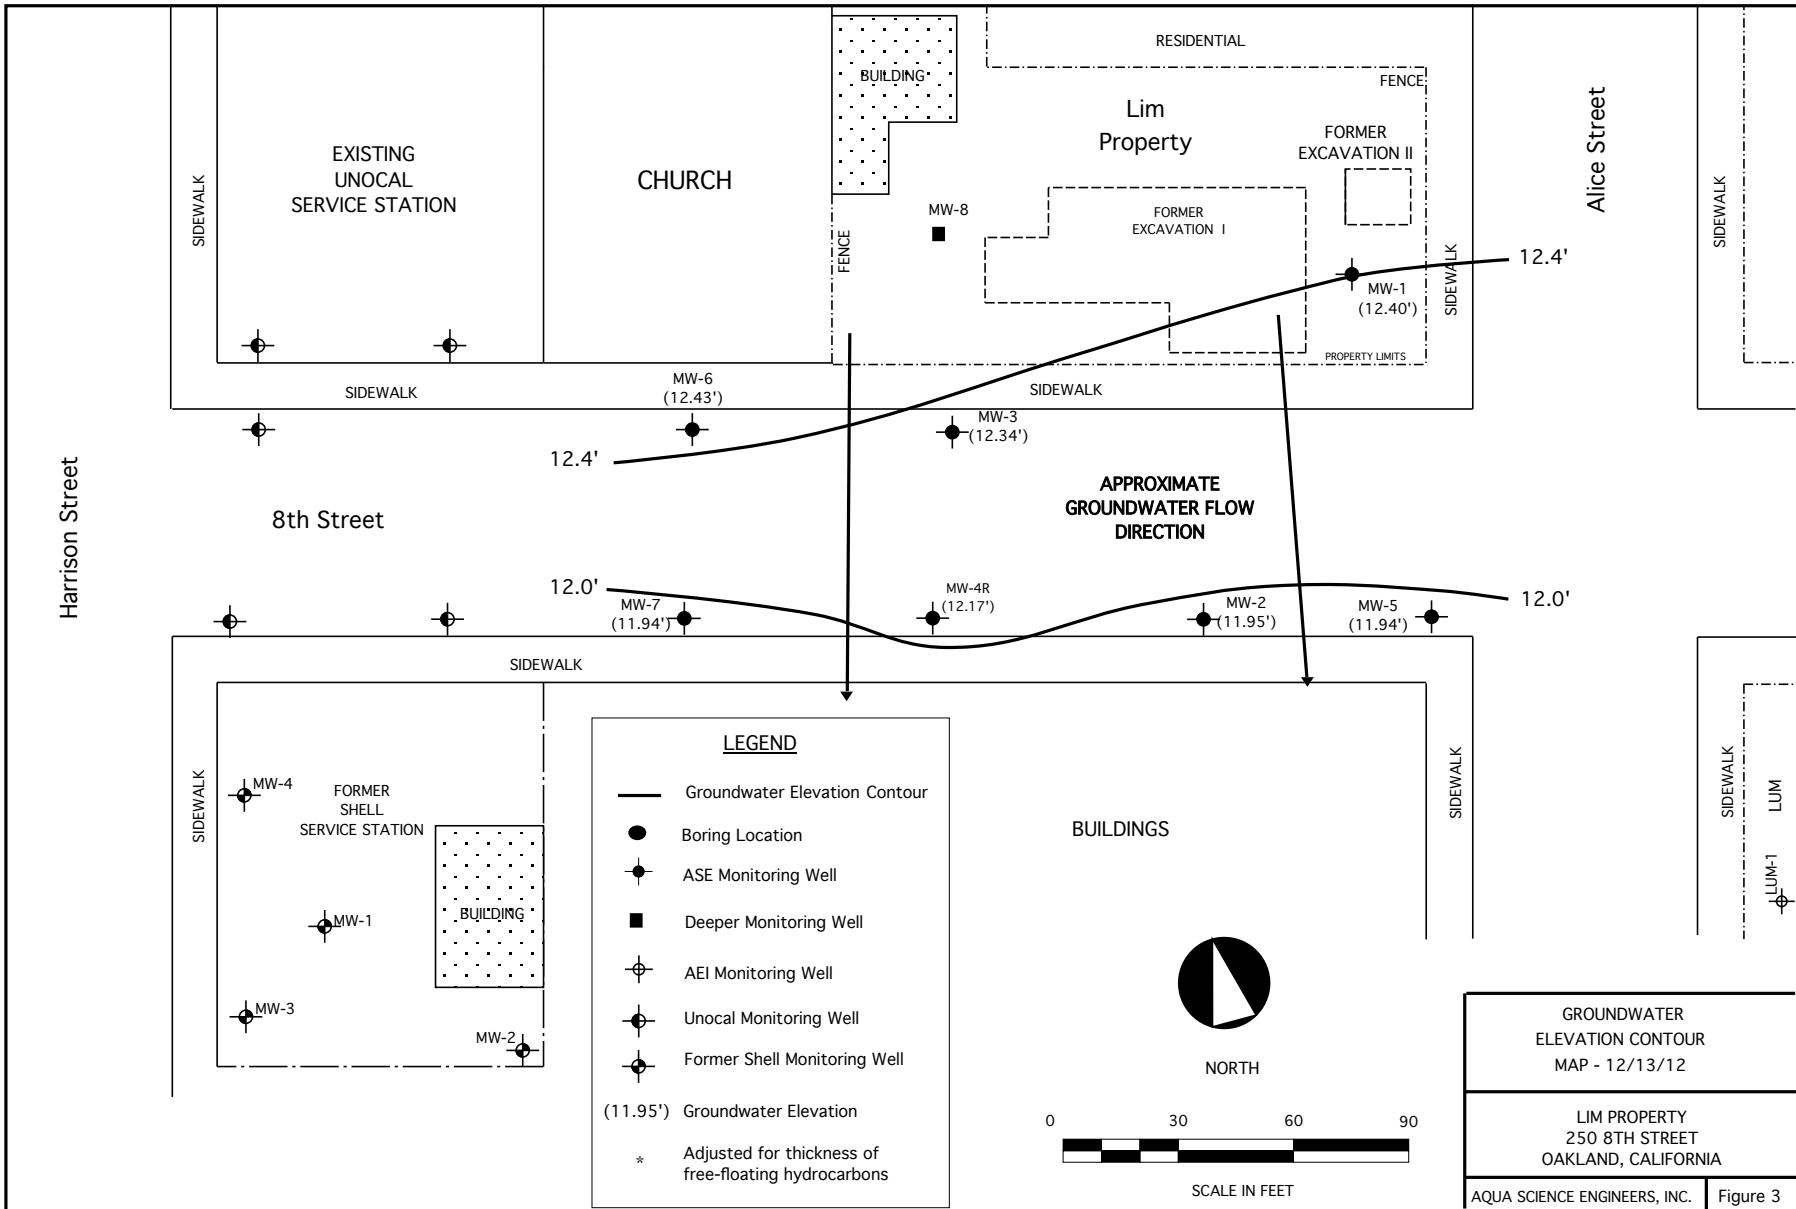 RESIDENTIAL
BUILDING
FENCE
Lim
Property
FORMER
EXCAVATION II
Alice Street
EXISTING
UNOCAL
SERVICE STATION
CHURCH
SIDEWALK
SIDEWALK
MW-8
FORMER
EXCAVATION I
FENCE
SIDEWALK
12.4'
MW-1
(12.40')
PROPERTY LIMITS
SIDEWALK
MW-6
(12.43')
SIDEWALK
MW-3
(12.34')
12.4'
Harrison Street
8th Street
APPROXIMATE
GROUNDWATER FLOW
DIRECTION
12.0'
MW-7
(11.94')
MW-4R
(12.17')
MW-2
(11.95')
MW-5
(11.94')
12.0'
SIDEWALK
LEGEND
Groundwater Elevation Contour
Boring Location
ASE Monitoring Well
Deeper Monitoring Well
AEI Monitoring Well
Unocal Monitoring Well
Former Shell Monitoring Well
(11.95') Groundwater Elevation
* Adjusted for thickness of
free-floating hydrocarbons
SIDEWALK
MW-4
FORMER
SHELL
SERVICE STATION
BUILDING
MW-1
MW-3
MW-2
BUILDINGS
SIDEWALK
SIDEWALK
LUM
LUM-1
NORTH
0 30 60 90
SCALE IN FEET
GROUNDWATER
ELEVATION CONTOUR
MAP - 12/13/12
LIM PROPERTY
250 8TH STREET
OAKLAND, CALIFORNIA
AQUA SCIENCE ENGINEERS, INC.
Figure 3